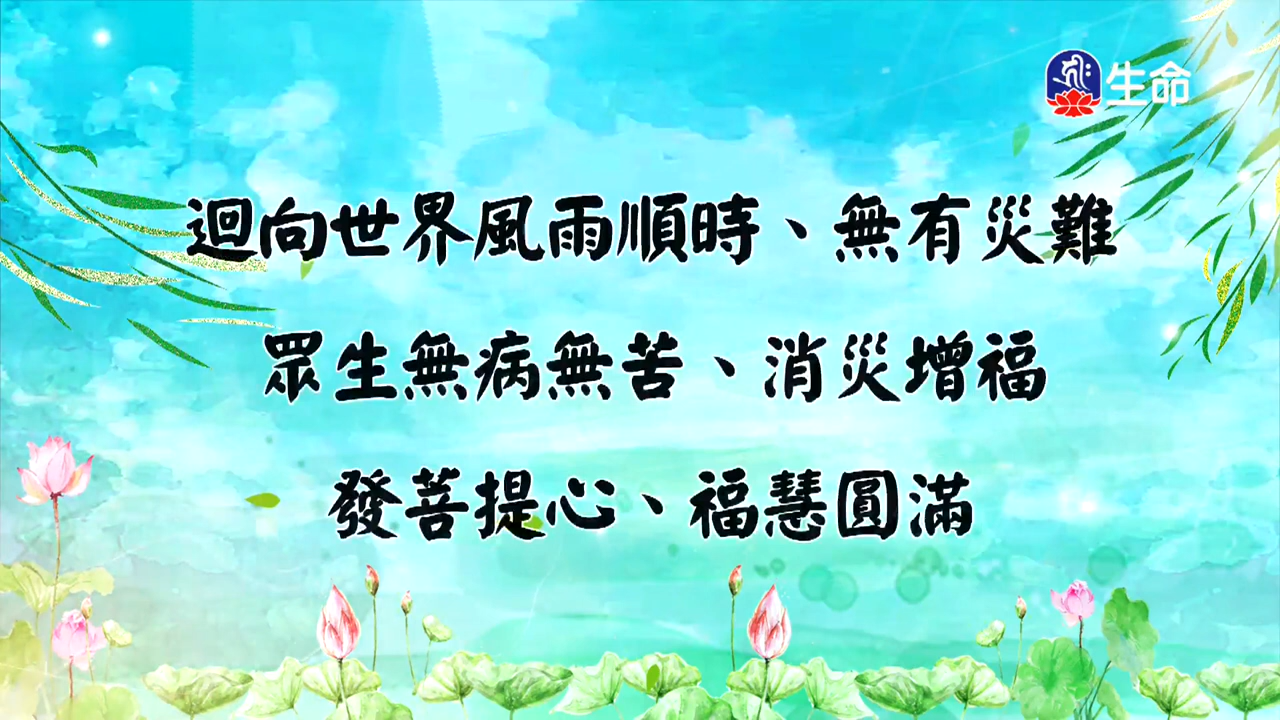 生命
迴向世界風雨順時、無有災難
眾生無病無苦、消災增福
發菩提心、福慧圓滿